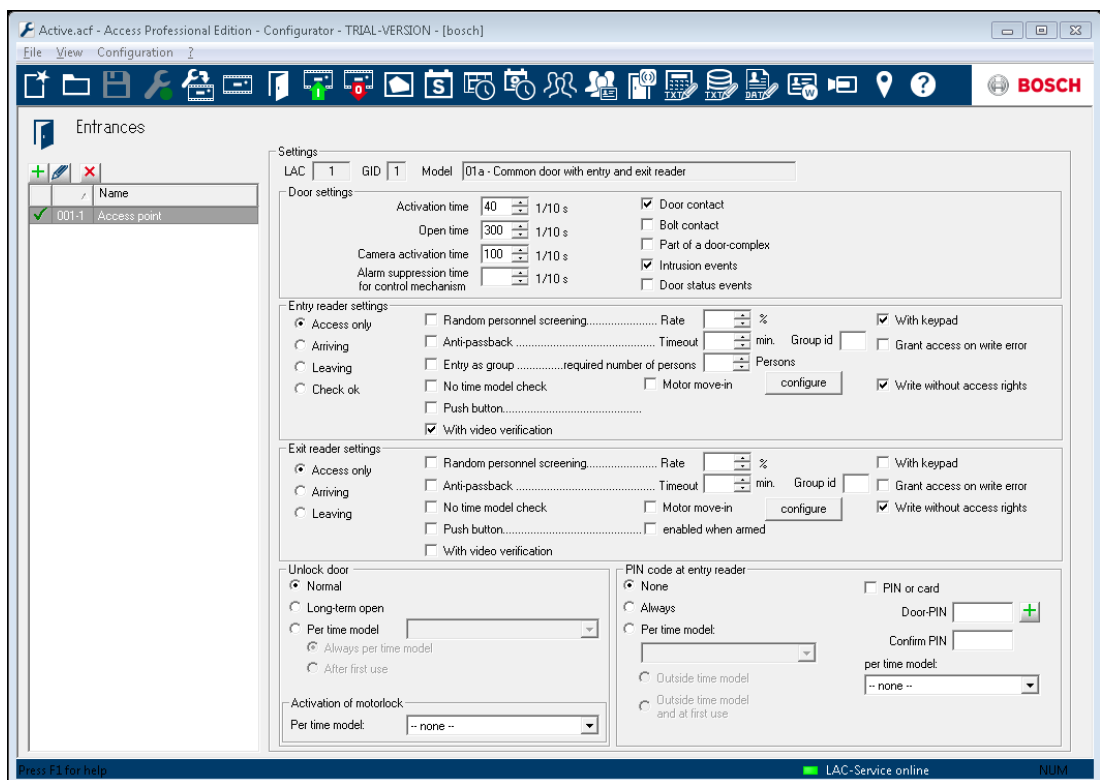 Active.acf - Access Professional Edition - Configurator - TRIAL-VERSION - [bosch]
File View Configuration ?
BOSCH
Entrances
Name
001-1 Access point
Settings
LAC 1 GID 1 Model 01a - Common door with entry and exit reader
Door settings
Activation time 40 1/10 s
Open time 300 1/10 s
Camera activation time 100 1/10 s
Alarm suppression time
for control mechanism 1/10 s
Door contact
Bolt contact
Part of a door-complex
Intrusion events
Door status events
Entry reader settings
Access only
Arriving
Leaving
Check ok
Random personnel screening....................... Rate %
Anti-passback ........................................ Timeout min. Group id
Entry as group ...............required number of persons Persons
No time model check Motor move-in configure
Push button.................................
With video verification
With keypad
Grant access on write error
Write without access rights
Exit reader settings
Access only
Arriving
Leaving
Random personnel screening....................... Rate %
Anti-passback ........................................ Timeout min. Group id
No time model check Motor move-in configure
Push button................................. enabled when armed
With video verification
With keypad
Grant access on write error
Write without access rights
Unlock door
Normal
Long-term open
Per time model
Always per time model
After first use
Activation of motorlock
Per time model: -- none --
PIN code at entry reader
None
Always
Per time model:
Outside time model
Outside time model
and at first use
PIN or card
Door-PIN
Confirm PIN
per time model:
-- none --
Press F1 for help LAC-Service online NUM